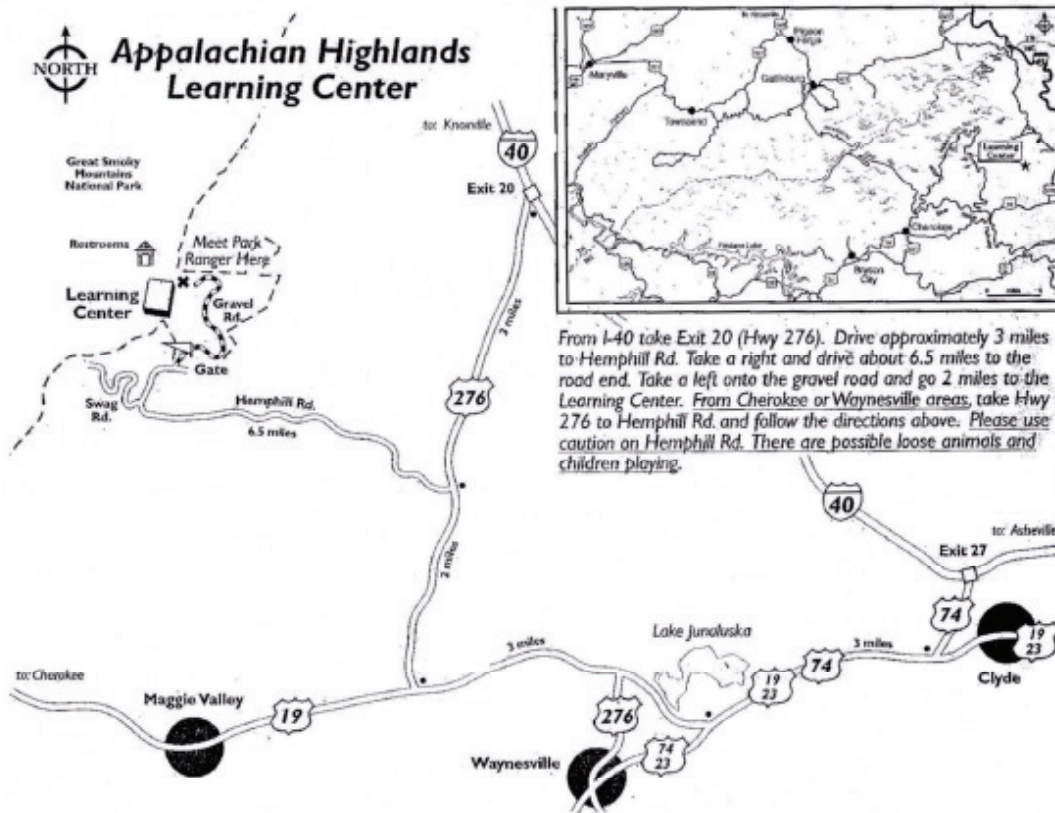 NORTH
Appalachian Highlands
Learning Center
Great Smoky
Mountains
National Park
Restrooms
Meet Park
Ranger Here
Learning
Center
Gravel
Rd.
Gate
Swag
Rd.
Hemphill Rd.
6.5 miles
to: Knoxville
40
Exit 20
3 miles
276
2 miles
to: Cherokee
Maggie Valley
19
3 miles
276
Waynesville
74
23
Lake Junaluska
19
23
74
3 miles
74
Exit 27
40
to: Asheville
19
23
Clyde
Maryville
Townsend
Pigeon
Forge
Gatlinburg
Learning
Center
Cherokee
Fontana Lake
Bryson
City
From I-40 take Exit 20 (Hwy 276). Drive approximately 3 miles
to Hemphill Rd. Take a right and drive about 6.5 miles to the
road end. Take a left onto the gravel road and go 2 miles to the
Learning Center. From Cherokee or Waynesville areas, take Hwy
276 to Hemphill Rd. and follow the directions above. Please use
caution on Hemphill Rd. There are possible loose animals and
children playing.